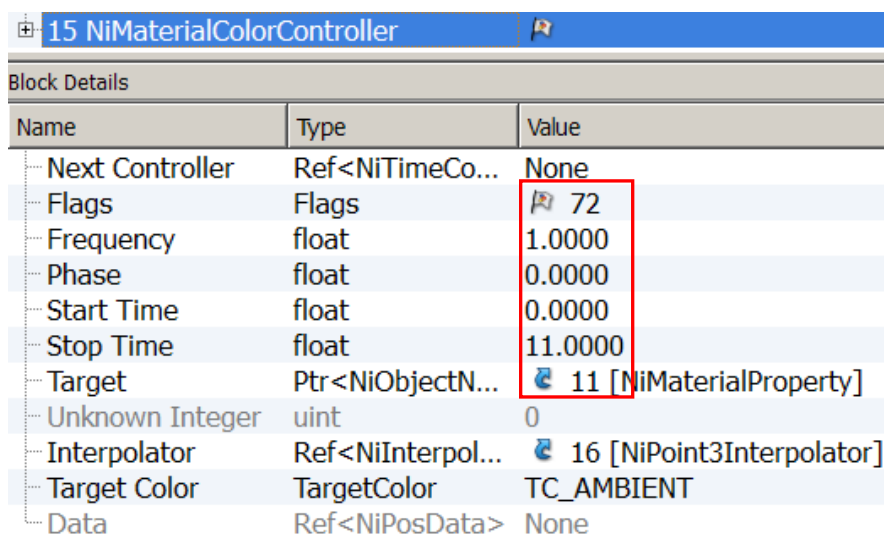 15 NiMaterialColorController
Block Details
Name Type Value
Next Controller Ref<NiTimeCo... None
Flags Flags 72
Frequency float 1.0000
Phase float 0.0000
Start Time float 0.0000
Stop Time float 11.0000
Target Ptr<NiObjectN... 11 [NiMaterialProperty]
Unknown Integer uint 0
Interpolator Ref<NiInterpol... 16 [NiPoint3Interpolator]
Target Color TargetColor TC_AMBIENT
Data Ref<NiPosData> None